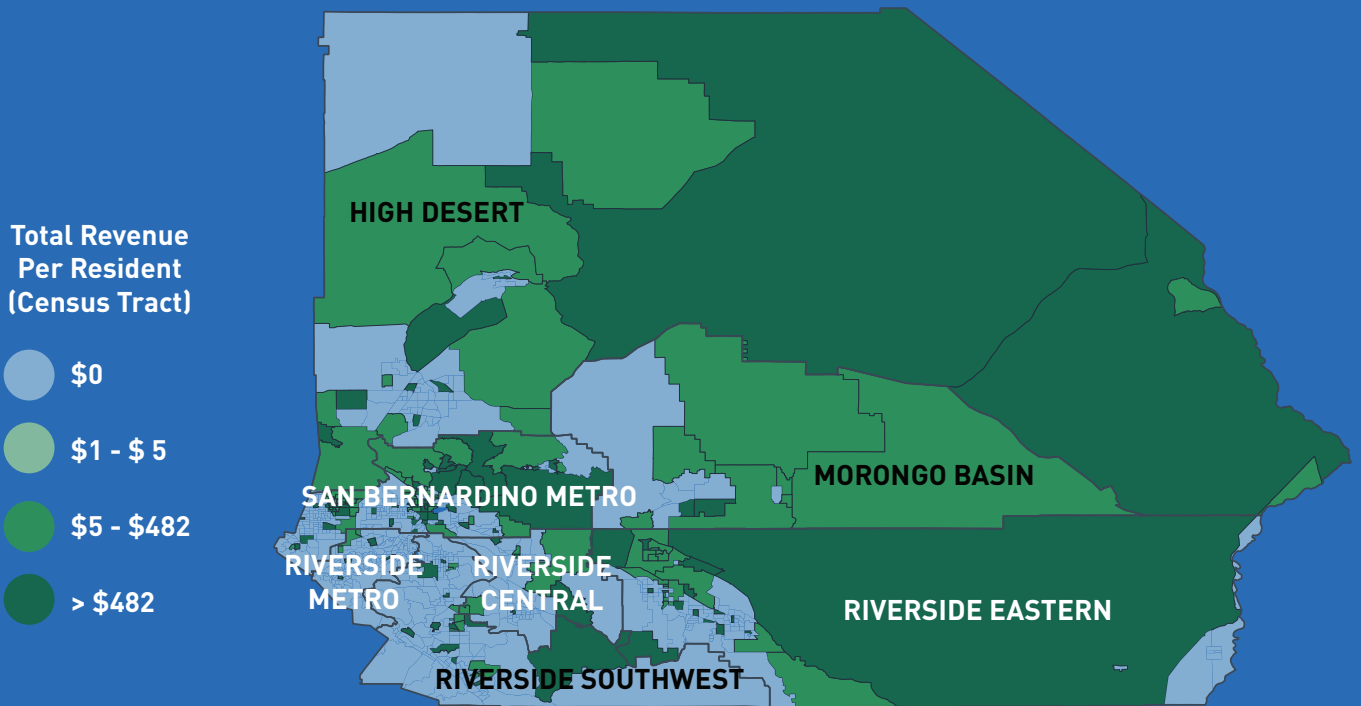 Total Revenue
Per Resident
(Census Tract)
$0
$1 - $ 5
$5 - $482
> $482
HIGH DESERT
MORONGO BASIN
SAN BERNARDINO METRO
RIVERSIDE
METRO
RIVERSIDE
CENTRAL
RIVERSIDE EASTERN
RIVERSIDE SOUTHWEST